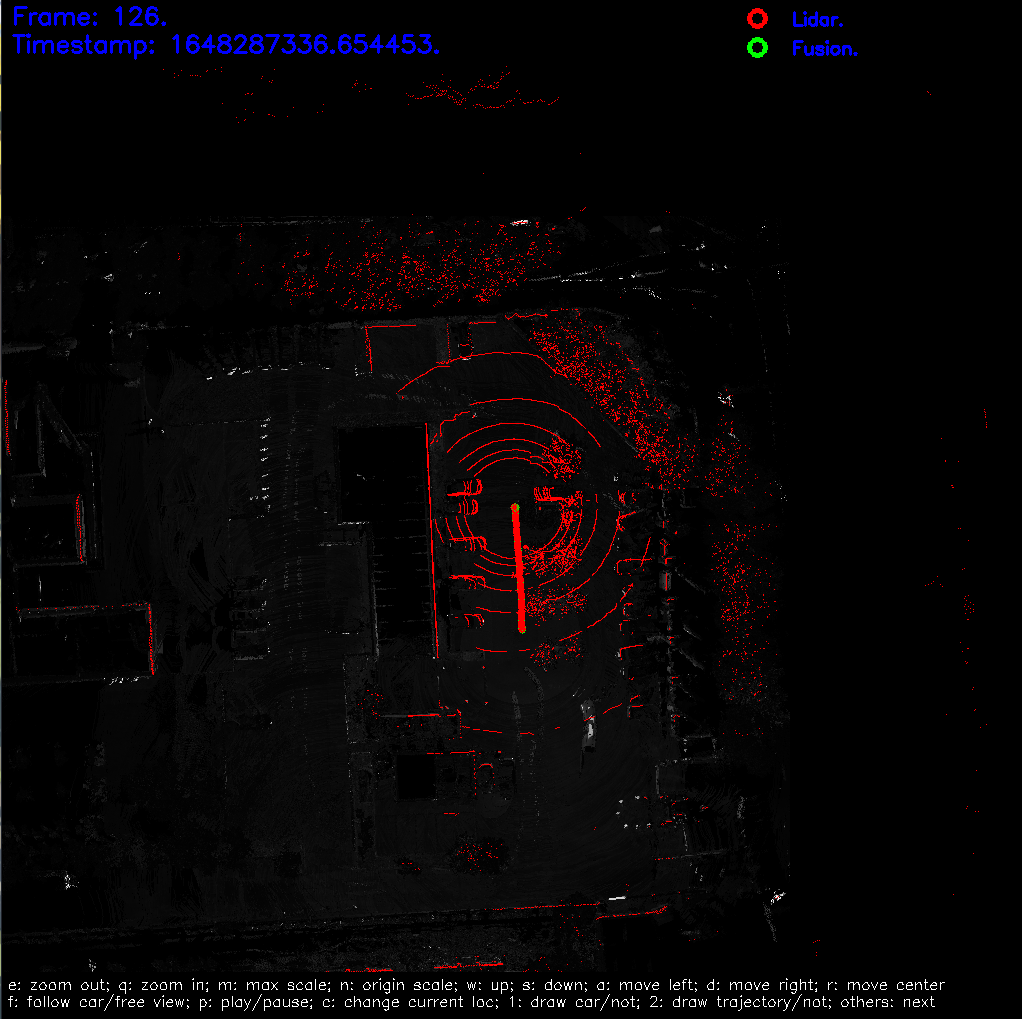 Frame: 126.
Timestamp: 1648287336.654453.
Lidar.
Fusion.
e: zoom out; q: zoom in; m: max scale; n: origin scale; w: up; s: down; a: move left; d: move right; r: move center
f: follow car/free view; p: play/pause; c: change current loc; 1: draw car/not; 2: draw trajectory/not; others: next